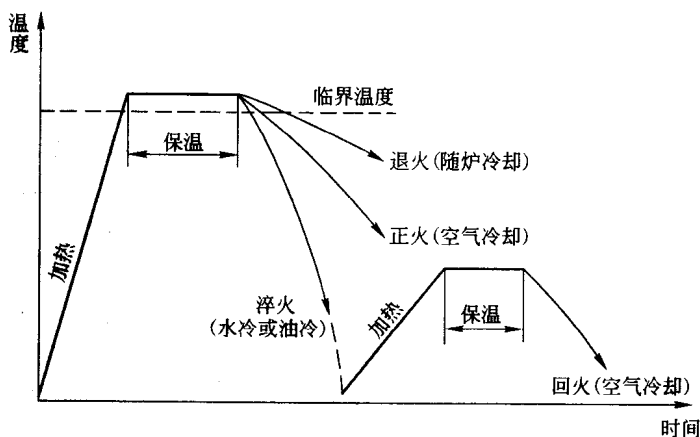 温
度
临界温度
保温
退火(随炉冷却)
正火(空气冷却)
加热
淬火
(水冷或油冷)
加热
保温
回火(空气冷却)
时间